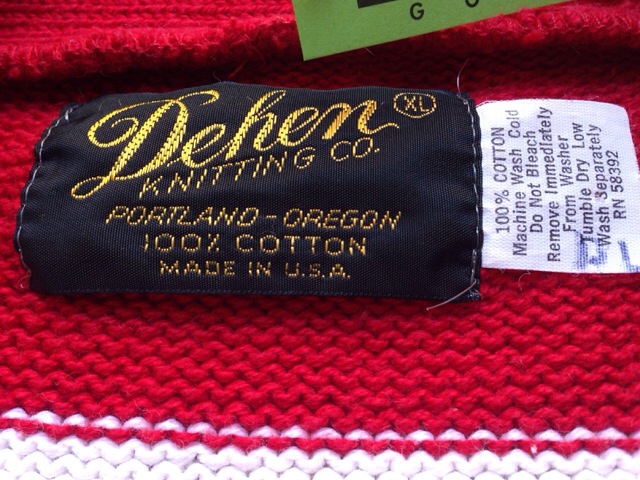 G O
Dehen
XL
KNITTING CO.
PORTLAND-OREGON
100% COTTON
MADE IN U.S.A
100% COTTON
Machine Wash Cold
Do Not Bleach
Remove Immediately
From Washer
Tumble Dry Low
Wash Separately
RN 58392